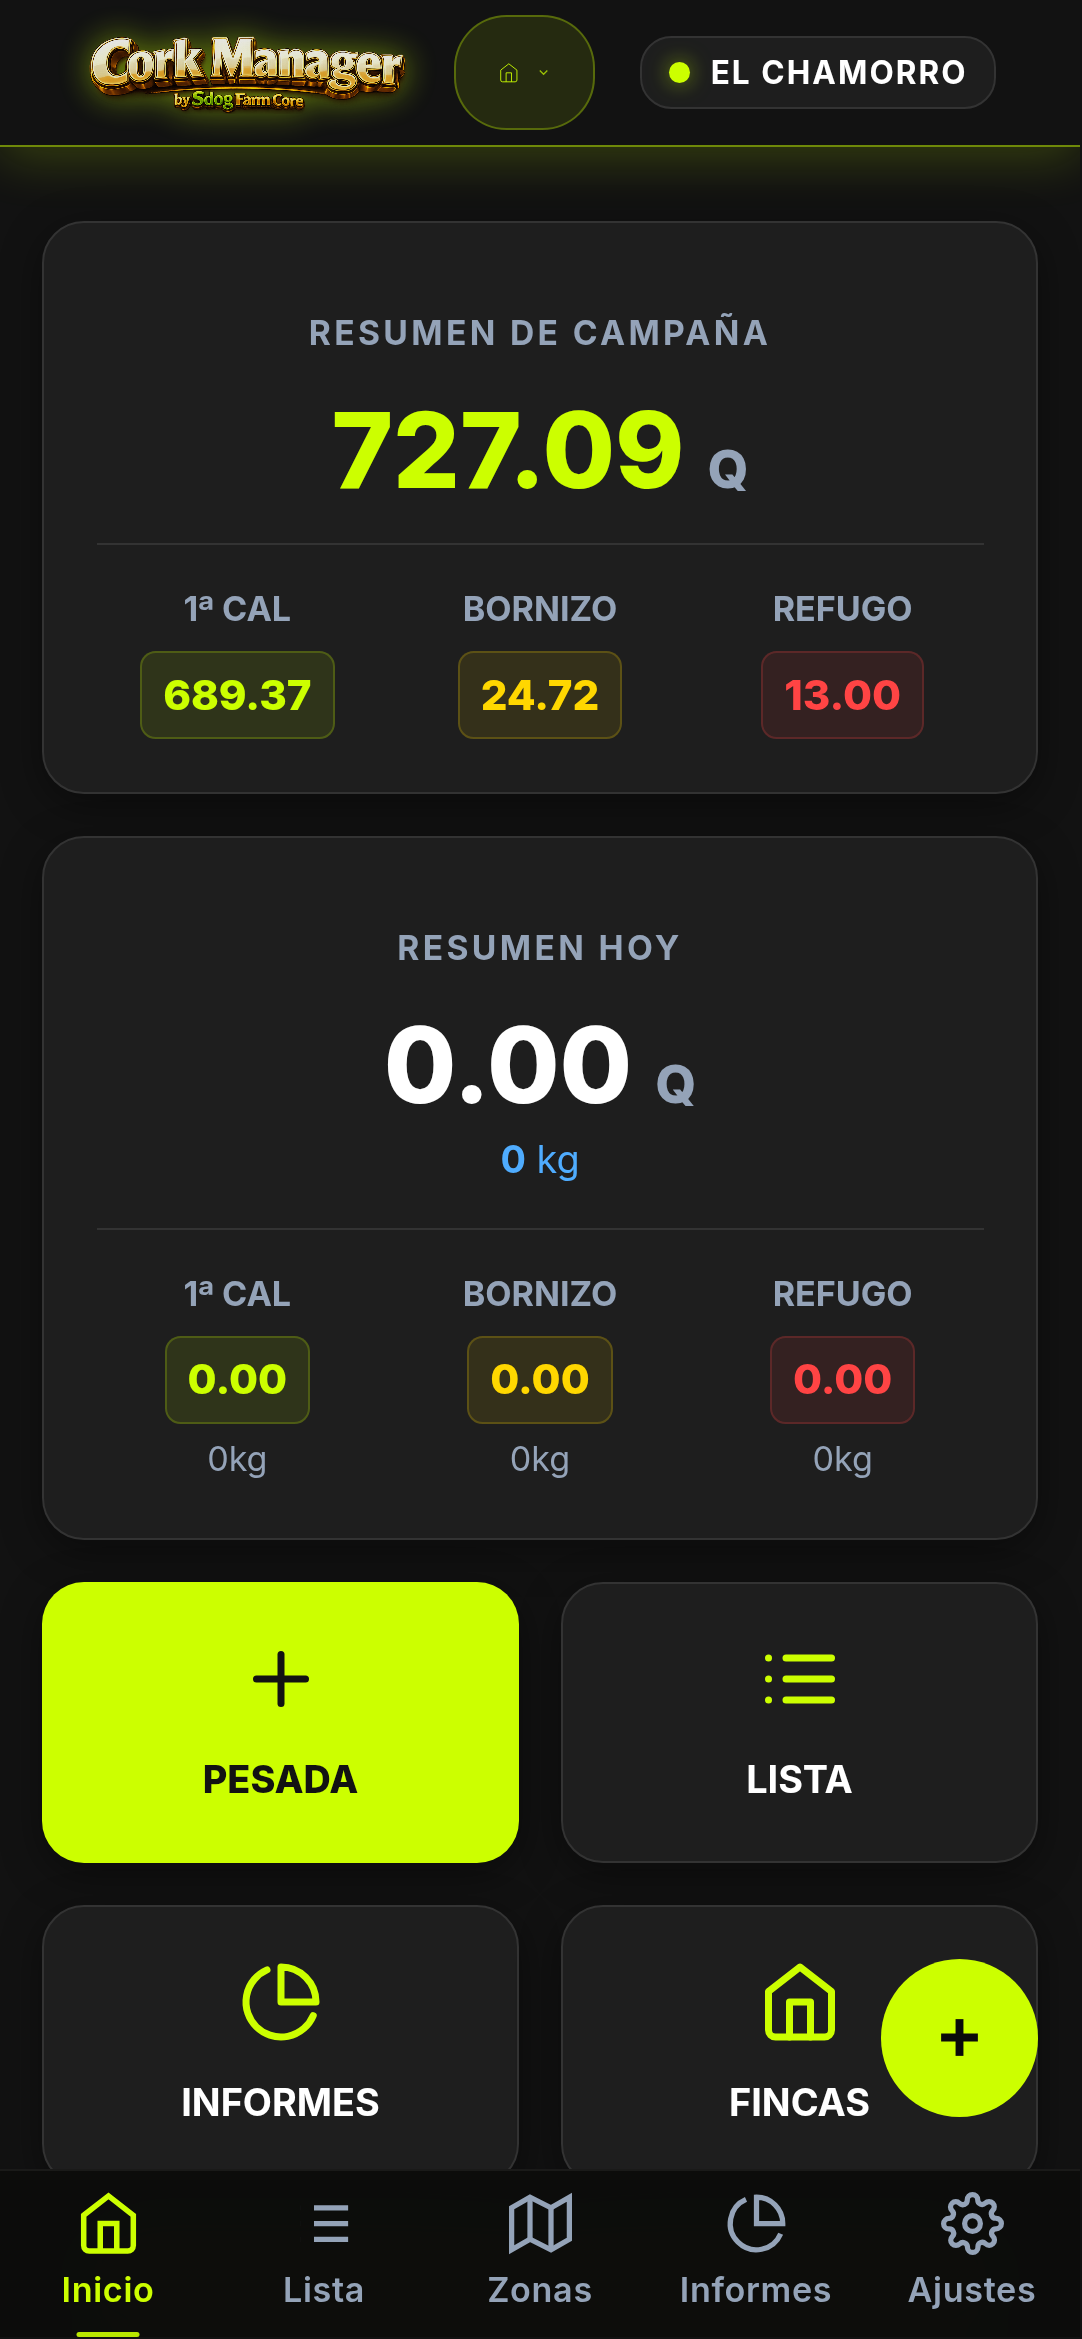 Cork Manager
by Sdog Farm Core
EL CHAMORRO
RESUMEN DE CAMPAÑA
727.09 Q
1ª CAL BORNIZO REFUGO
689.37 24.72 13.00
RESUMEN HOY
0.00 Q
0 kg
1ª CAL BORNIZO REFUGO
0.00 0.00 0.00
0kg 0kg 0kg
+
PESADA LISTA
INFORMES FINCAS
+
Inicio Lista Zonas Informes Ajustes